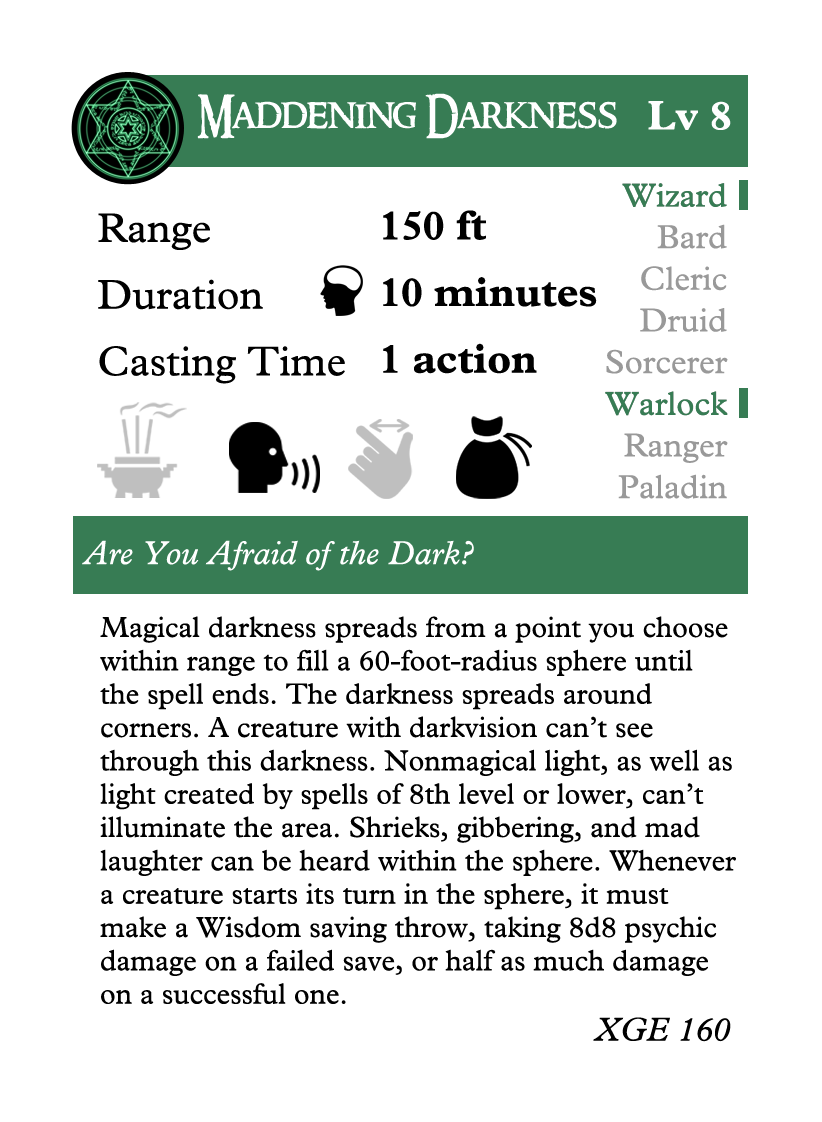 MADDENING DARKNESS Lv 8
Wizard
Bard
Cleric
Druid
Sorcerer
Warlock
Ranger
Paladin
Range 150 ft
Duration 10 minutes
Casting Time 1 action
Are You Afraid of the Dark?
Magical darkness spreads from a point you choose
within range to fill a 60-foot-radius sphere until
the spell ends. The darkness spreads around
corners. A creature with darkvision can’t see
through this darkness. Nonmagical light, as well as
light created by spells of 8th level or lower, can’t
illuminate the area. Shrieks, gibbering, and mad
laughter can be heard within the sphere. Whenever
a creature starts its turn in the sphere, it must
make a Wisdom saving throw, taking 8d8 psychic
damage on a failed save, or half as much damage
on a successful one.
XGE 160